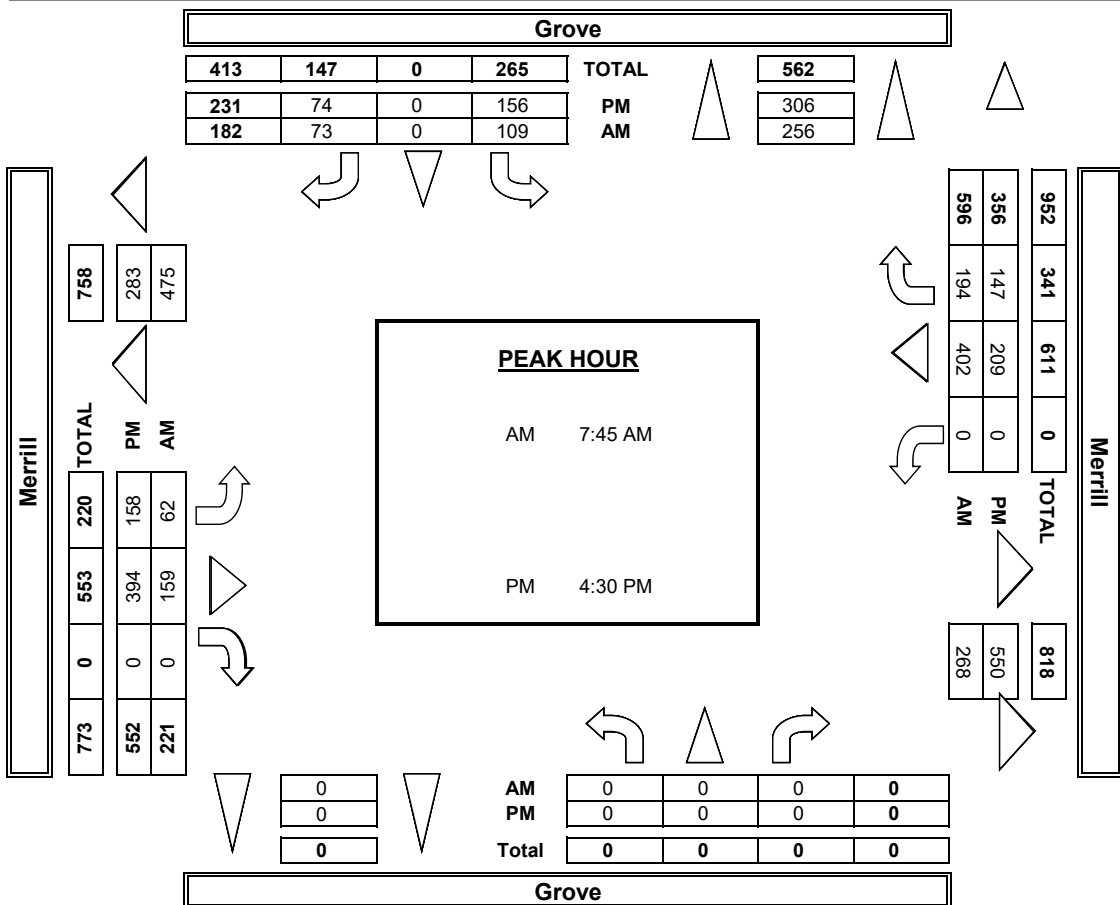 Grove
413 147 0 265 TOTAL 562
231 74 0 156 PM 306
182 73 0 109 AM 256
Merrill
758
283
475
TOTAL PM AM
220 158 62
553 394 159
0 0 0
773 552 221
PEAK HOUR
AM 7:45 AM
PM 4:30 PM
596 356 952
194 147 341
402 209 611
0 0 0
AM PM TOTAL
268 550 818
Merrill
0 AM 0 0 0 0
0 PM 0 0 0 0
0 Total 0 0 0 0
Grove